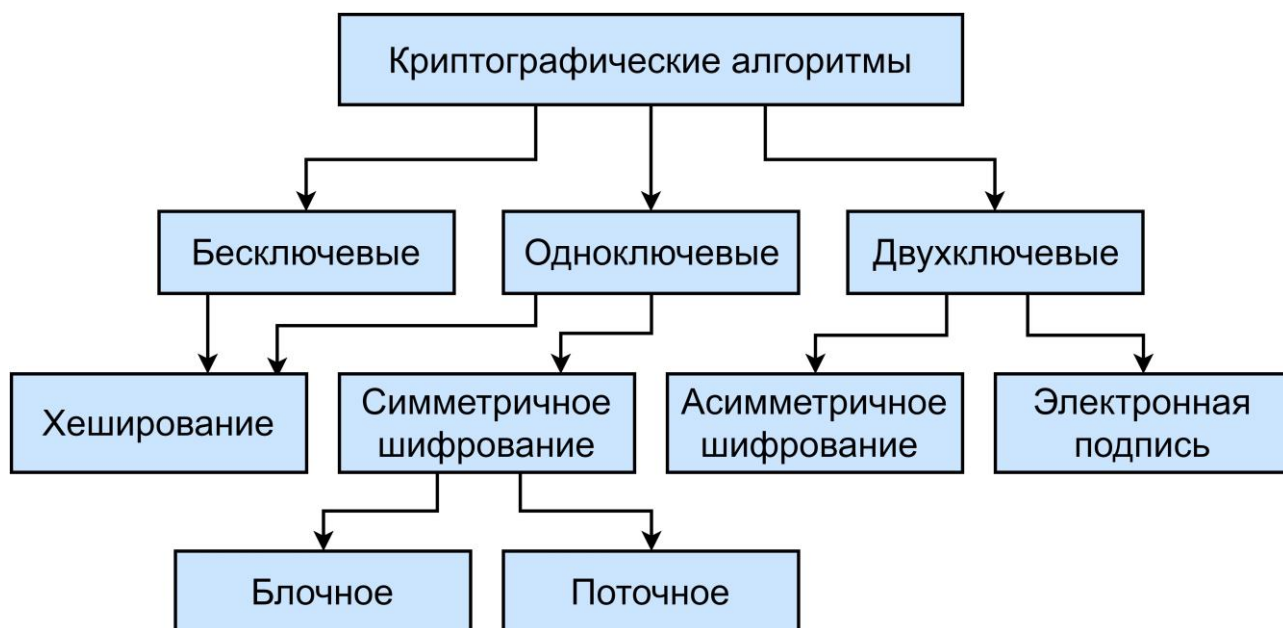 Криптографические алгоритмы
Бесключевые
Одноключевые
Двухключевые
Хеширование
Симметричное
шифрование
Асимметричное
шифрование
Электронная
подпись
Блочное
Поточное